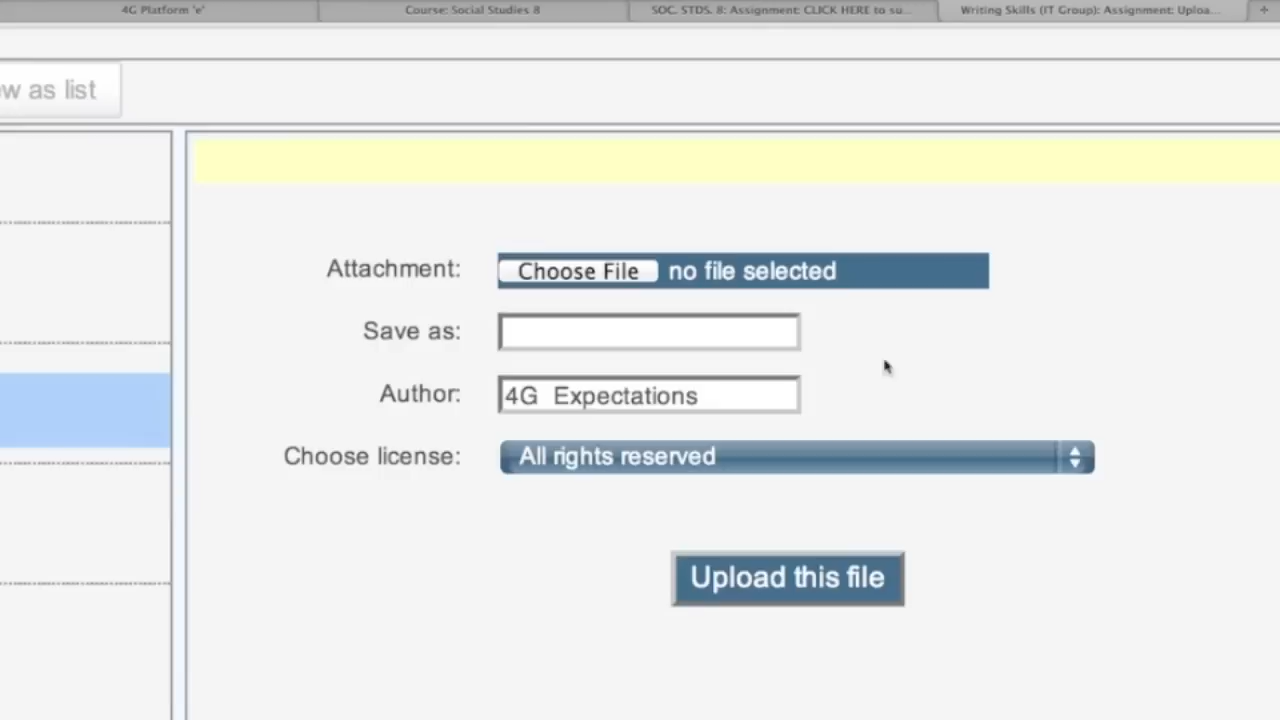 4G Platform 'e'
Course: Social Studies 8
SOC. STDS. 8: Assignment: CLICK HERE to su...
Writing Skills (IT Group): Assignment: Uploa...
as list
Attachment: Choose File no file selected
Save as:
Author: 4G Expectations
Choose license: All rights reserved
Upload this file